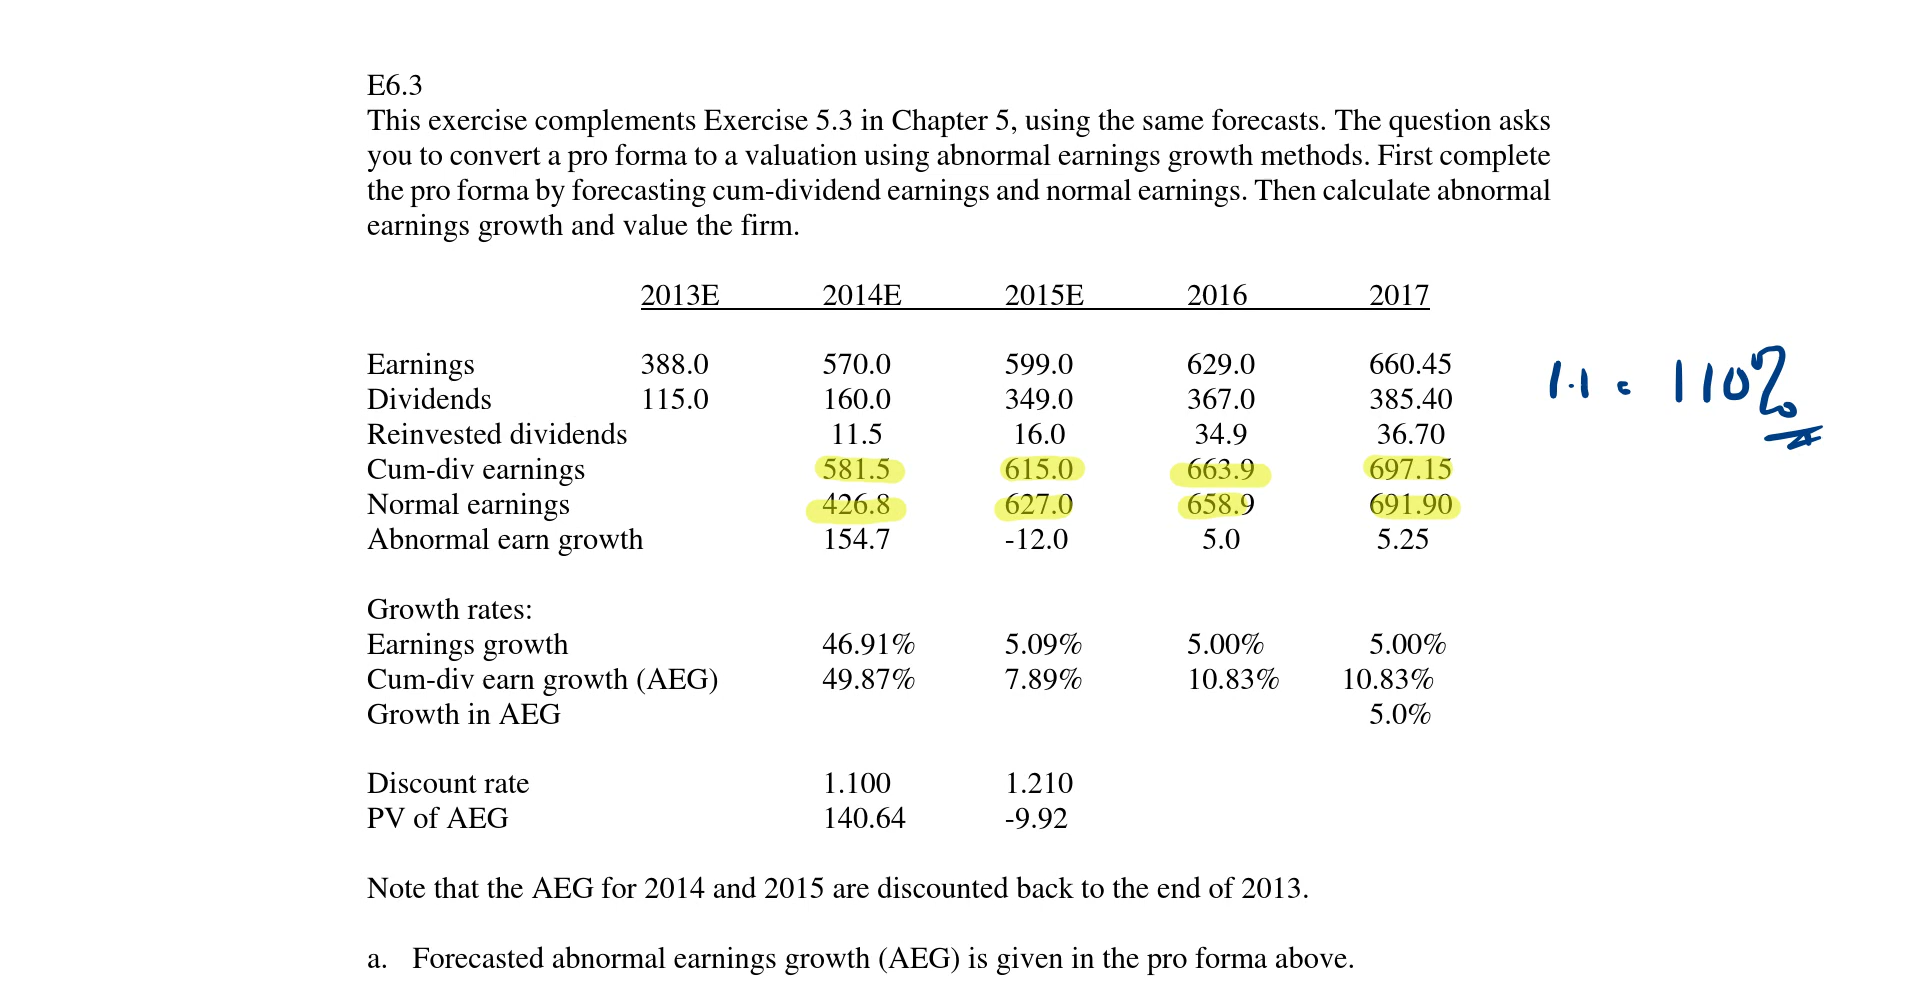 E6.3
This exercise complements Exercise 5.3 in Chapter 5, using the same forecasts. The question asks
you to convert a pro forma to a valuation using abnormal earnings growth methods. First complete
the pro forma by forecasting cum-dividend earnings and normal earnings. Then calculate abnormal
earnings growth and value the firm.
2013E 2014E 2015E 2016 2017
Earnings 388.0 570.0 599.0 629.0 660.45
Dividends 115.0 160.0 349.0 367.0 385.40
1.1 = 110%
Reinvested dividends 11.5 16.0 34.9 36.70
Cum-div earnings 581.5 615.0 663.9 697.15
Normal earnings 426.8 627.0 658.9 691.90
Abnormal earn growth 154.7 -12.0 5.0 5.25
Growth rates:
Earnings growth 46.91% 5.09% 5.00% 5.00%
Cum-div earn growth (AEG) 49.87% 7.89% 10.83% 10.83%
Growth in AEG 5.0%
Discount rate 1.100 1.210
PV of AEG 140.64 -9.92
Note that the AEG for 2014 and 2015 are discounted back to the end of 2013.
a. Forecasted abnormal earnings growth (AEG) is given in the pro forma above.